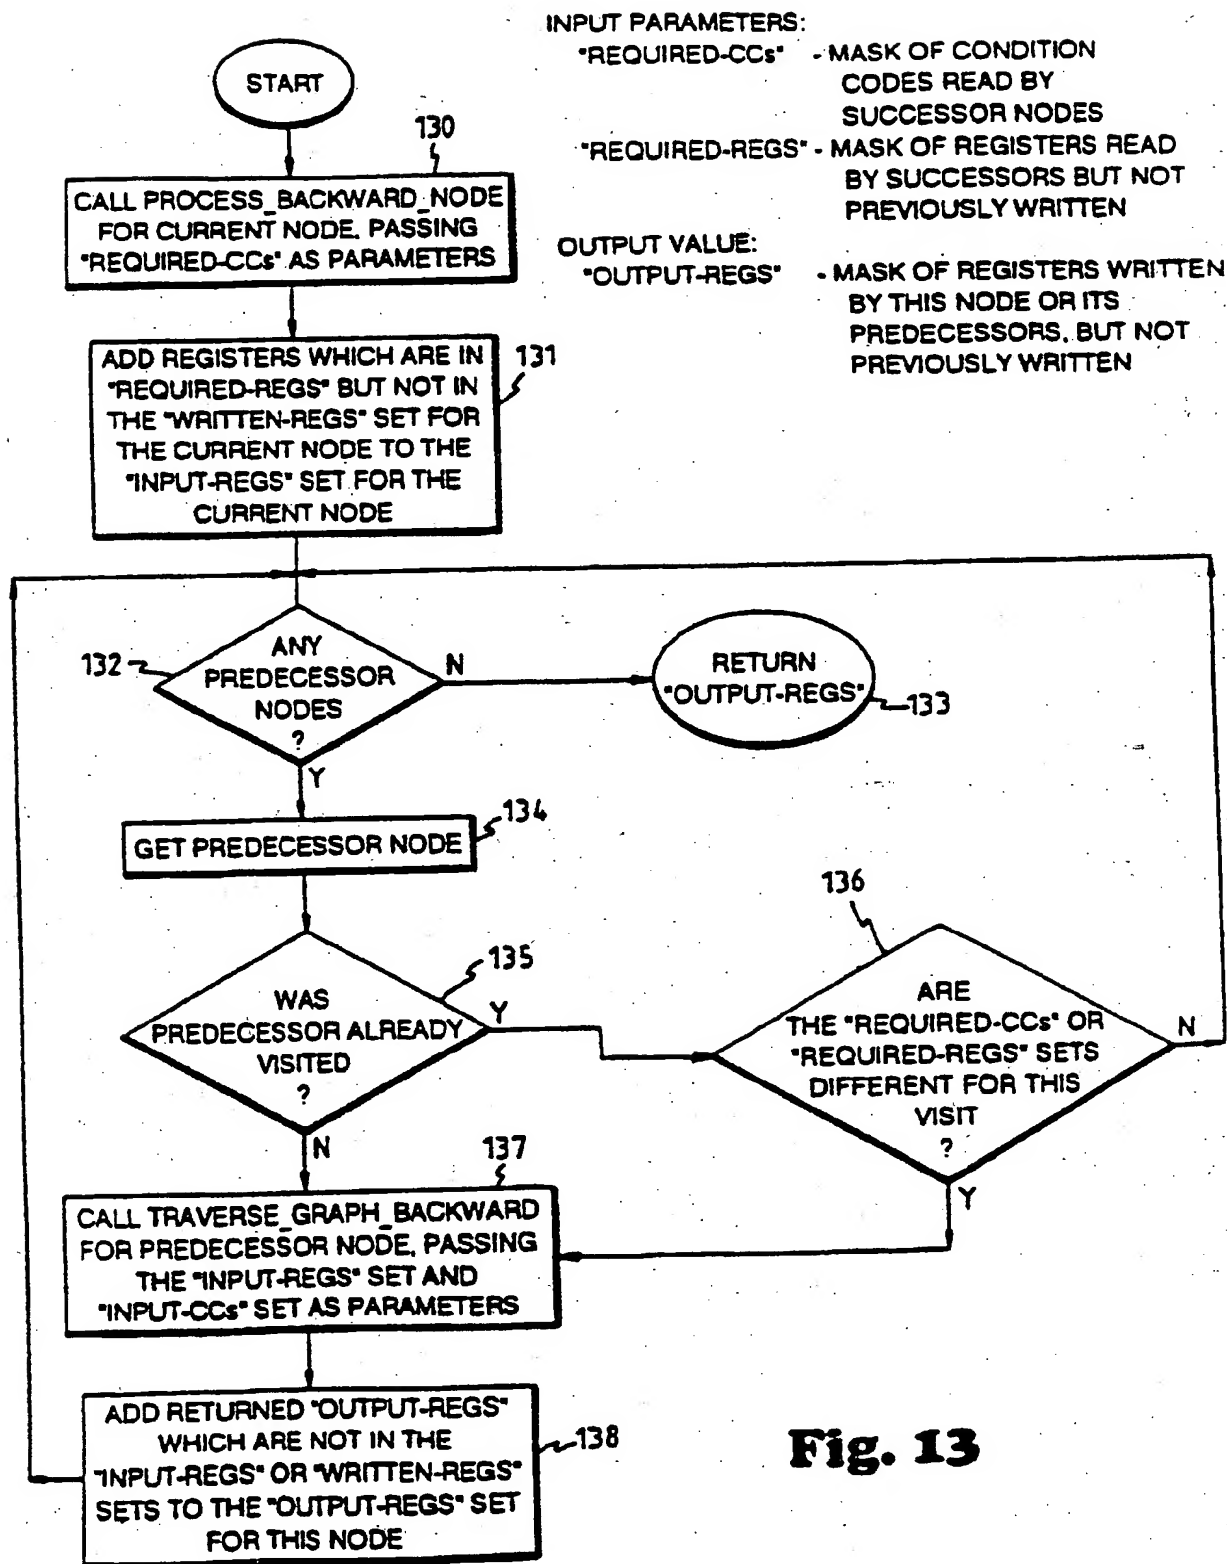 INPUT PARAMETERS:
"REQUIRED-CCs" - MASK OF CONDITION
CODES READ BY
SUCCESSOR NODES
"REQUIRED-REGS" - MASK OF REGISTERS READ
BY SUCCESSORS BUT NOT
PREVIOUSLY WRITTEN
OUTPUT VALUE:
"OUTPUT-REGS" - MASK OF REGISTERS WRITTEN
BY THIS NODE OR ITS
PREDECESSORS, BUT NOT
PREVIOUSLY WRITTEN
START
130
CALL PROCESS_BACKWARD_NODE
FOR CURRENT NODE, PASSING
"REQUIRED-CCs" AS PARAMETERS
131
ADD REGISTERS WHICH ARE IN
"REQUIRED-REGS" BUT NOT IN
THE "WRITTEN-REGS" SET FOR
THE CURRENT NODE TO THE
"INPUT-REGS" SET FOR THE
CURRENT NODE
132
ANY
PREDECESSOR
NODES
?
N
Y
RETURN
"OUTPUT-REGS"
133
134
GET PREDECESSOR NODE
135
WAS
PREDECESSOR ALREADY
VISITED
?
Y
N
136
ARE
THE "REQUIRED-CCs" OR
"REQUIRED-REGS" SETS
DIFFERENT FOR THIS
VISIT
?
N
Y
137
CALL TRAVERSE_GRAPH_BACKWARD
FOR PREDECESSOR NODE, PASSING
THE "INPUT-REGS" SET AND
"INPUT-CCs" SET AS PARAMETERS
138
ADD RETURNED "OUTPUT-REGS"
WHICH ARE NOT IN THE
"INPUT-REGS" OR "WRITTEN-REGS"
SETS TO THE "OUTPUT-REGS" SET
FOR THIS NODE
Fig. 13